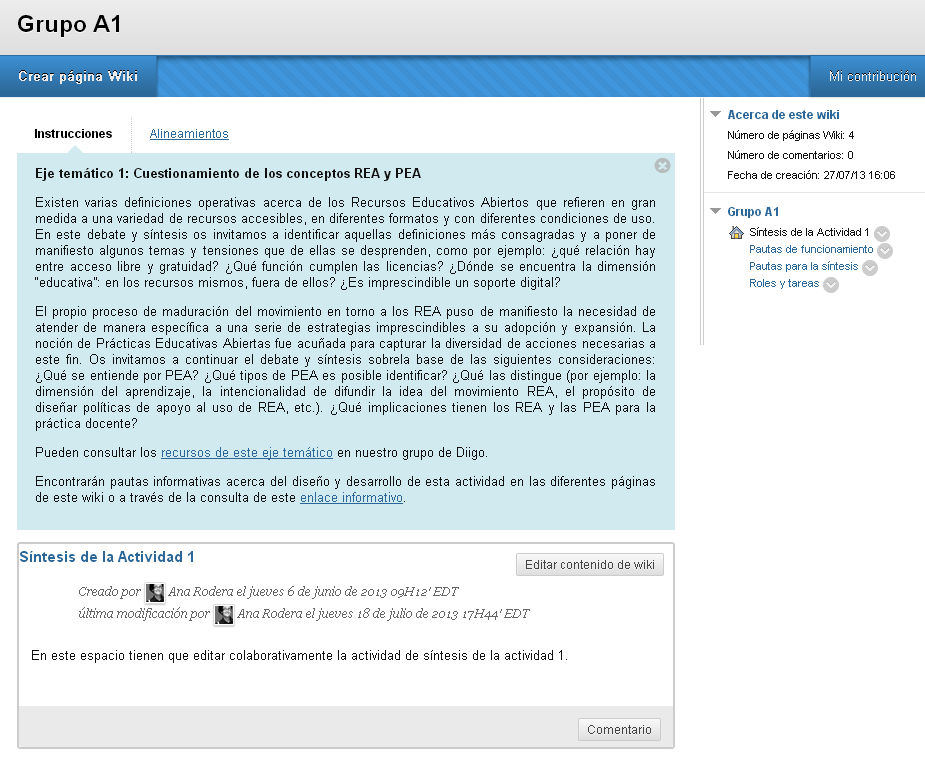 Grupo A1
Crear página Wiki
Mi contribución
Instrucciones
Alineamientos
Eje temático 1: Cuestionamiento de los conceptos REA y PEA
Existen varias definiciones operativas acerca de los Recursos Educativos Abiertos que refieren en gran
medida a una variedad de recursos accesibles, en diferentes formatos y con diferentes condiciones de uso.
En este debate y síntesis os invitamos a identificar aquellas definiciones más consagradas y a poner de
manifiesto algunos temas y tensiones que de ellas se desprenden, como por ejemplo: ¿qué relación hay
entre acceso libre y gratuidad? ¿Qué función cumplen las licencias? ¿Dónde se encuentra la dimensión
"educativa": en los recursos mismos, fuera de ellos? ¿Es imprescindible un soporte digital?
El propio proceso de maduración del movimiento en torno a los REA puso de manifiesto la necesidad de
atender de manera específica a una serie de estrategias imprescindibles a su adopción y expansión. La
noción de Prácticas Educativas Abiertas fue acuñada para capturar la diversidad de acciones necesarias a
este fin. Os invitamos a continuar el debate y síntesis sobrela base de las siguientes consideraciones:
¿Qué se entiende por PEA? ¿Qué tipos de PEA es posible identificar? ¿Qué las distingue (por ejemplo: la
dimensión del aprendizaje, la intencionalidad de difundir la idea del movimiento REA, el propósito de
diseñar políticas de apoyo al uso de REA, etc.). ¿Qué implicaciones tienen los REA y las PEA para la
práctica docente?
Pueden consultar los recursos de este eje temático en nuestro grupo de Diigo.
Encontrarán pautas informativas acerca del diseño y desarrollo de esta actividad en las diferentes páginas
de este wiki o a través de la consulta de este enlace informativo.
Síntesis de la Actividad 1
Editar contenido de wiki
Creado por Ana Rodera el jueves 6 de junio de 2013 09H12' EDT
última modificación por Ana Rodera el jueves 18 de julio de 2013 17H44' EDT
En este espacio tienen que editar colaborativamente la actividad de síntesis de la actividad 1.
Comentario
Acerca de este wiki
Número de páginas Wiki: 4
Número de comentarios: 0
Fecha de creación: 27/07/13 16:06
Grupo A1
Síntesis de la Actividad 1
Pautas de funcionamiento
Pautas para la síntesis
Roles y tareas